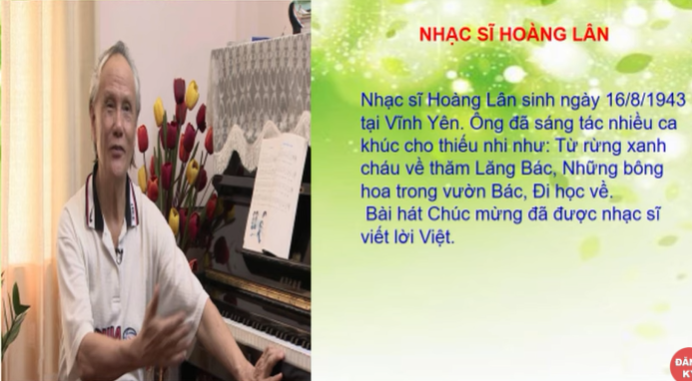 NHẠC SĨ HOÀNG LÂN
Nhạc sĩ Hoàng Lân sinh ngày 16/8/1943
tại Vĩnh Yên. Ông đã sáng tác nhiều ca
khúc cho thiếu nhi như: Từ rừng xanh
cháu về thăm Lăng Bác, Những bông
hoa trong vườn Bác, Đi học về.
Bài hát Chúc mừng đã được nhạc sĩ
viết lời Việt.